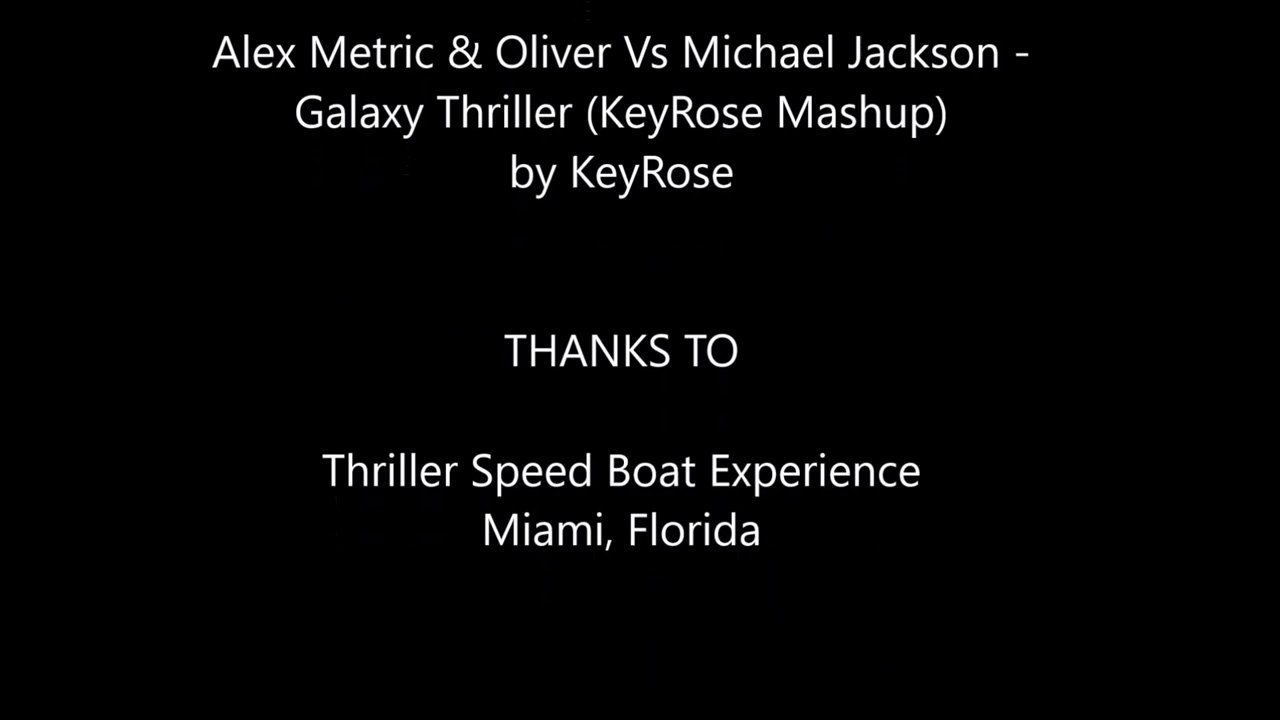 Alex Metric & Oliver Vs Michael Jackson -
Galaxy Thriller (KeyRose Mashup)
by KeyRose
THANKS TO
Thriller Speed Boat Experience
Miami, Florida